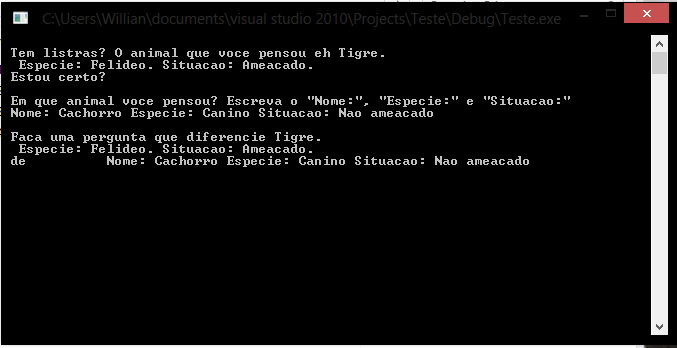 C:\Users\Willian\documents\visual studio 2010\Projects\Teste\Debug\Teste.exe
Tem listras? O animal que voce pensou eh Tigre.
Especie: Felideo. Situacao: Ameacado.
Estou certo?
Em que animal voce pensou? Escreva o "Nome:", "Especie:" e "Situacao:"
Nome: Cachorro Especie: Canino Situacao: Nao ameacado
Faca uma pergunta que diferencie Tigre.
Especie: Felideo. Situacao: Ameacado.
de Nome: Cachorro Especie: Canino Situacao: Nao ameacado